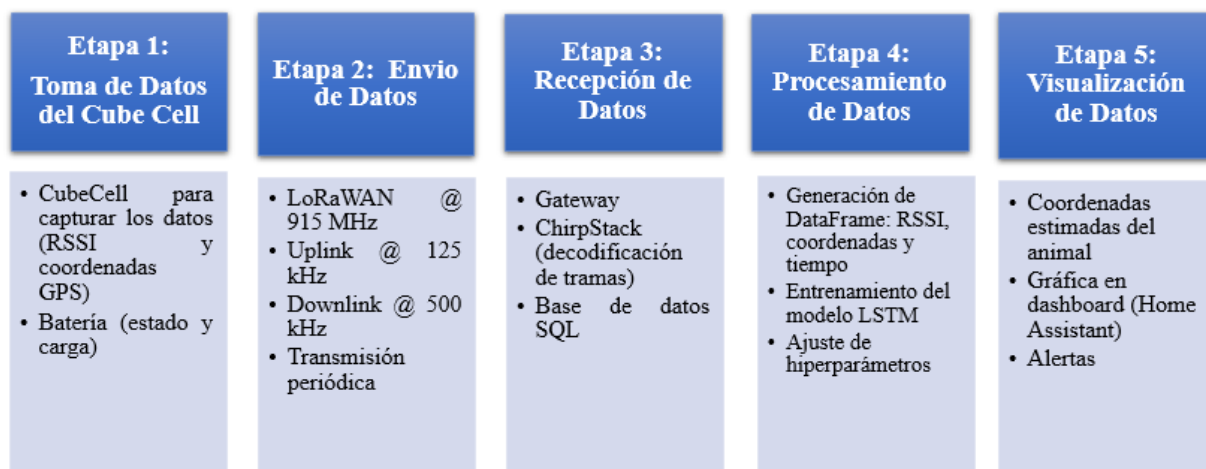 Etapa 1:
Toma de Datos
del Cube Cell
• CubeCell para
capturar los datos
(RSSI y
coordenadas
GPS)
• Batería (estado y
carga)
Etapa 2: Envio
de Datos
• LoRaWAN @
915 MHz
• Uplink @ 125
kHz
• Downlink @ 500
kHz
• Transmisión
periódica
Etapa 3:
Recepción de
Datos
• Gateway
• ChirpStack
(decodificación
de tramas)
• Base de datos
SQL
Etapa 4:
Procesamiento
de Datos
• Generación de
DataFrame: RSSI,
coordenadas y
tiempo
• Entrenamiento del
modelo LSTM
• Ajuste de
hiperparámetros
Etapa 5:
Visualización
de Datos
• Coordenadas
estimadas del
animal
• Gráfica en
dashboard (Home
Assistant)
• Alertas